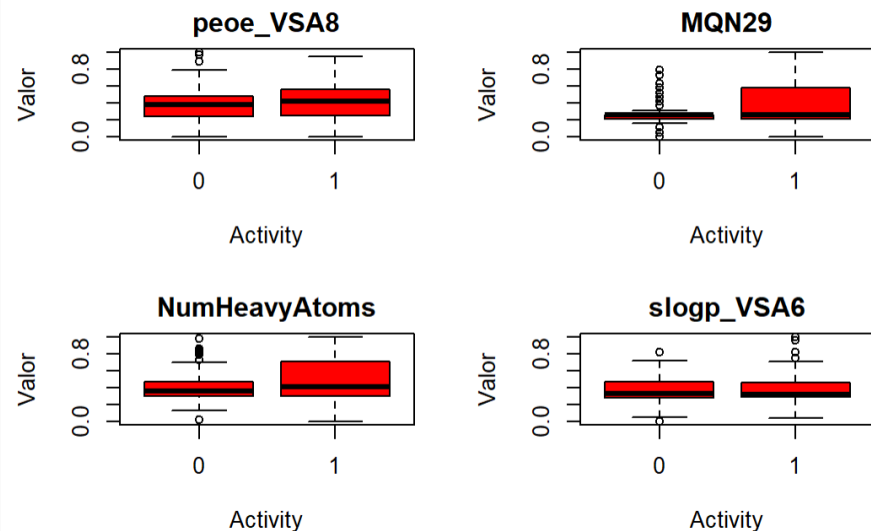 peoe_VSA8
Valor
0.0 0.8
0 1
Activity
MQN29
Valor
0.0 0.8
0 1
Activity
NumHeavyAtoms
Valor
0.0 0.8
0 1
Activity
slogp_VSA6
Valor
0.0 0.8
0 1
Activity